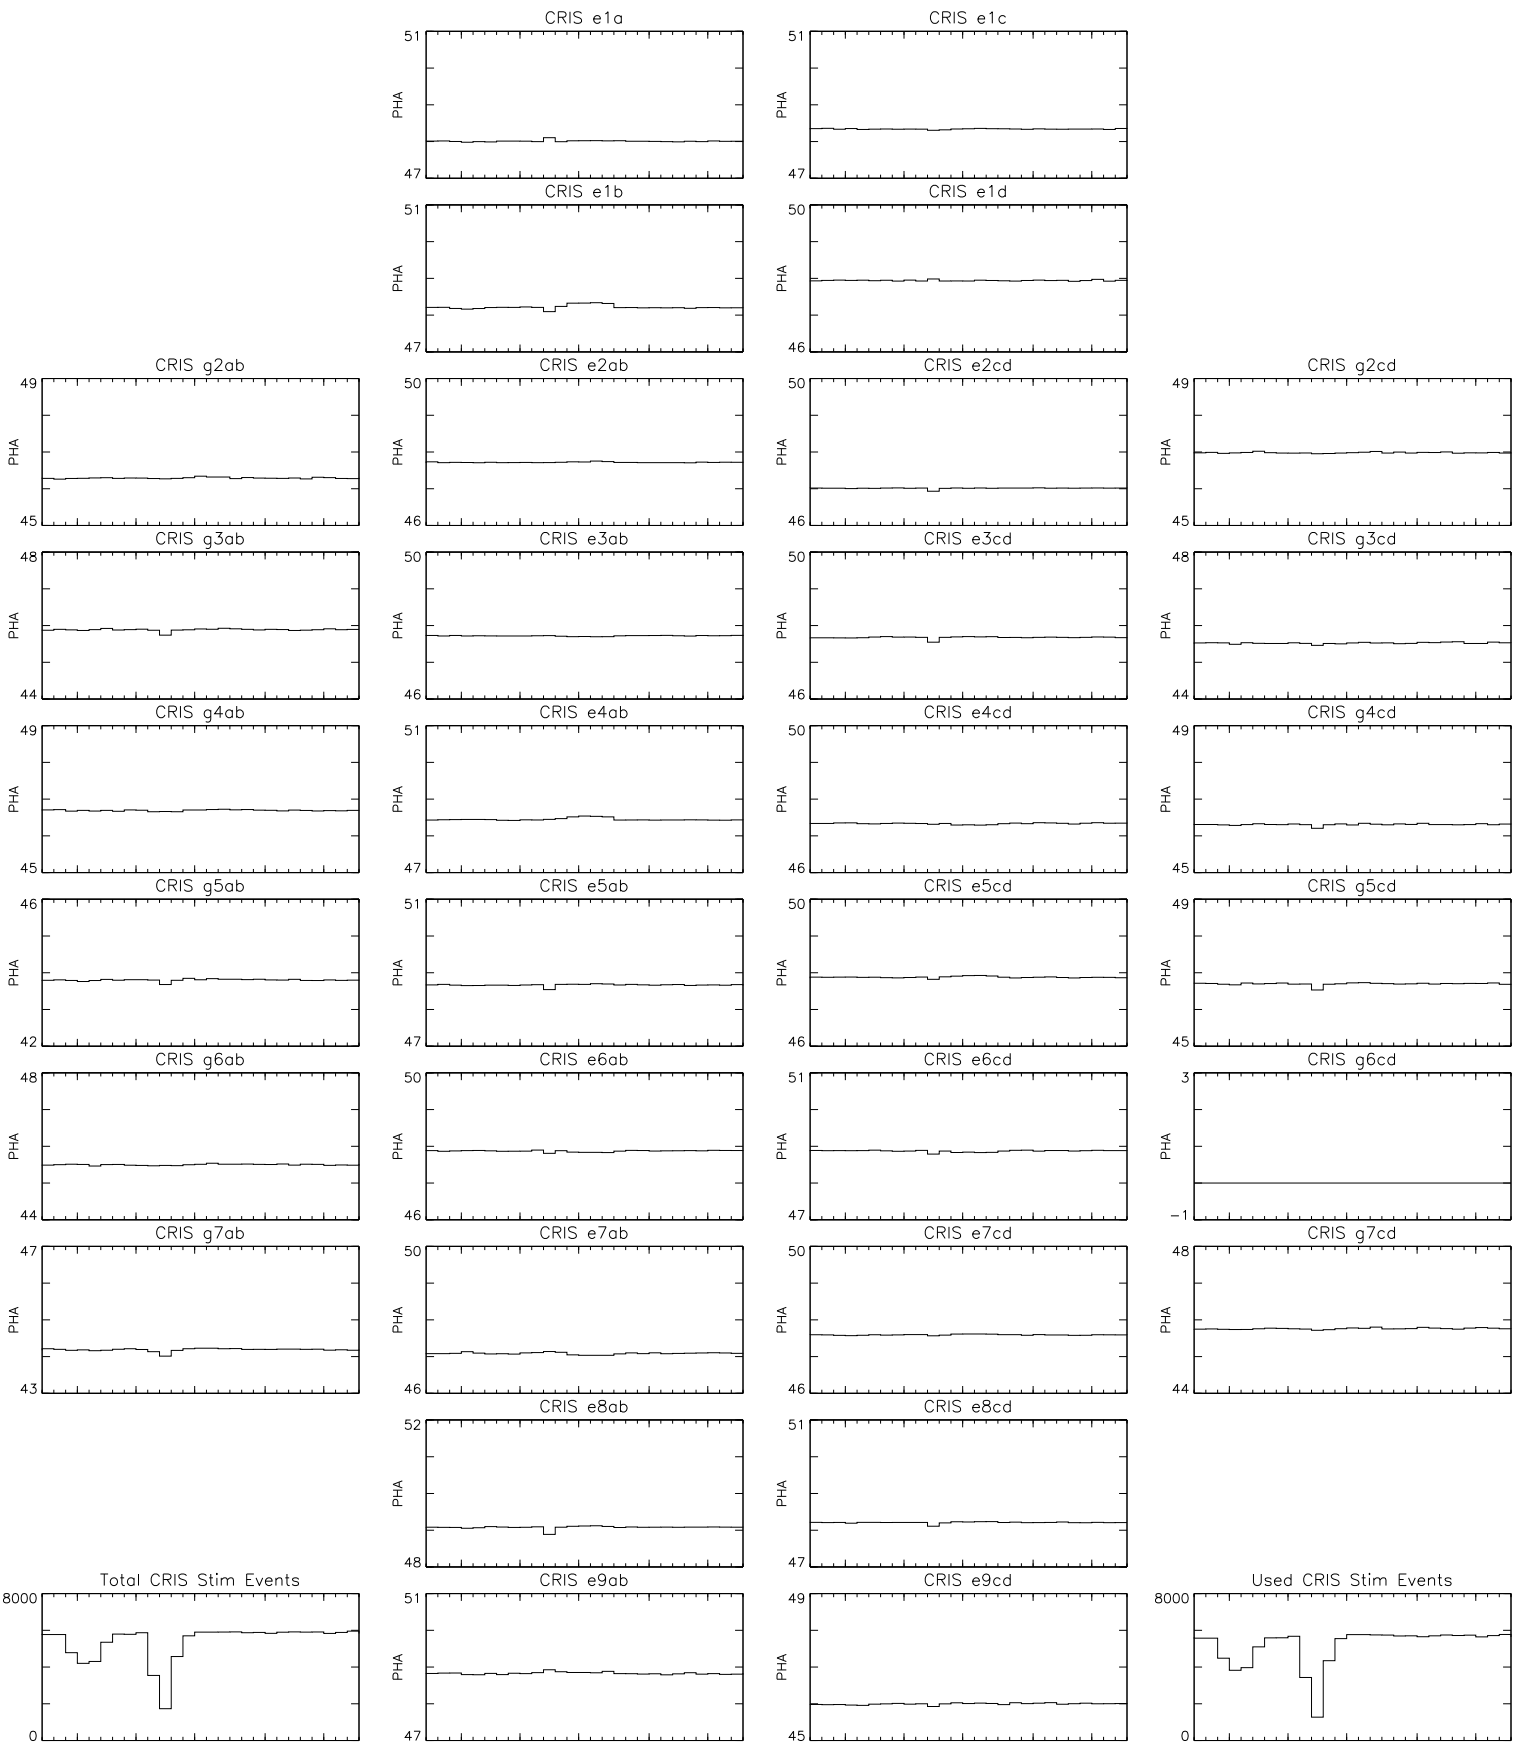 CRIS e1a CRIS e1c
51 51
PHA PHA
47 47
CRIS e1b CRIS e1d
51 50
PHA PHA
47 46
CRIS g2ab CRIS e2ab CRIS e2cd CRIS g2cd
49 50 50 49
PHA PHA PHA PHA
45 46 46 45
CRIS g3ab CRIS e3ab CRIS e3cd CRIS g3cd
48 50 50 48
PHA PHA PHA PHA
44 46 46 44
CRIS g4ab CRIS e4ab CRIS e4cd CRIS g4cd
49 51 50 49
PHA PHA PHA PHA
45 47 46 45
CRIS g5ab CRIS e5ab CRIS e5cd CRIS g5cd
46 51 50 49
PHA PHA PHA PHA
42 47 46 45
CRIS g6ab CRIS e6ab CRIS e6cd CRIS g6cd
48 50 51 3
PHA PHA PHA PHA
44 46 47 -1
CRIS g7ab CRIS e7ab CRIS e7cd CRIS g7cd
47 50 50 48
PHA PHA PHA PHA
43 46 46 44
CRIS e8ab CRIS e8cd
52 51
PHA PHA
48 47
Total CRIS Stim Events CRIS e9ab CRIS e9cd Used CRIS Stim Events
8000 51 49 8000
PHA PHA
0 47 45 0